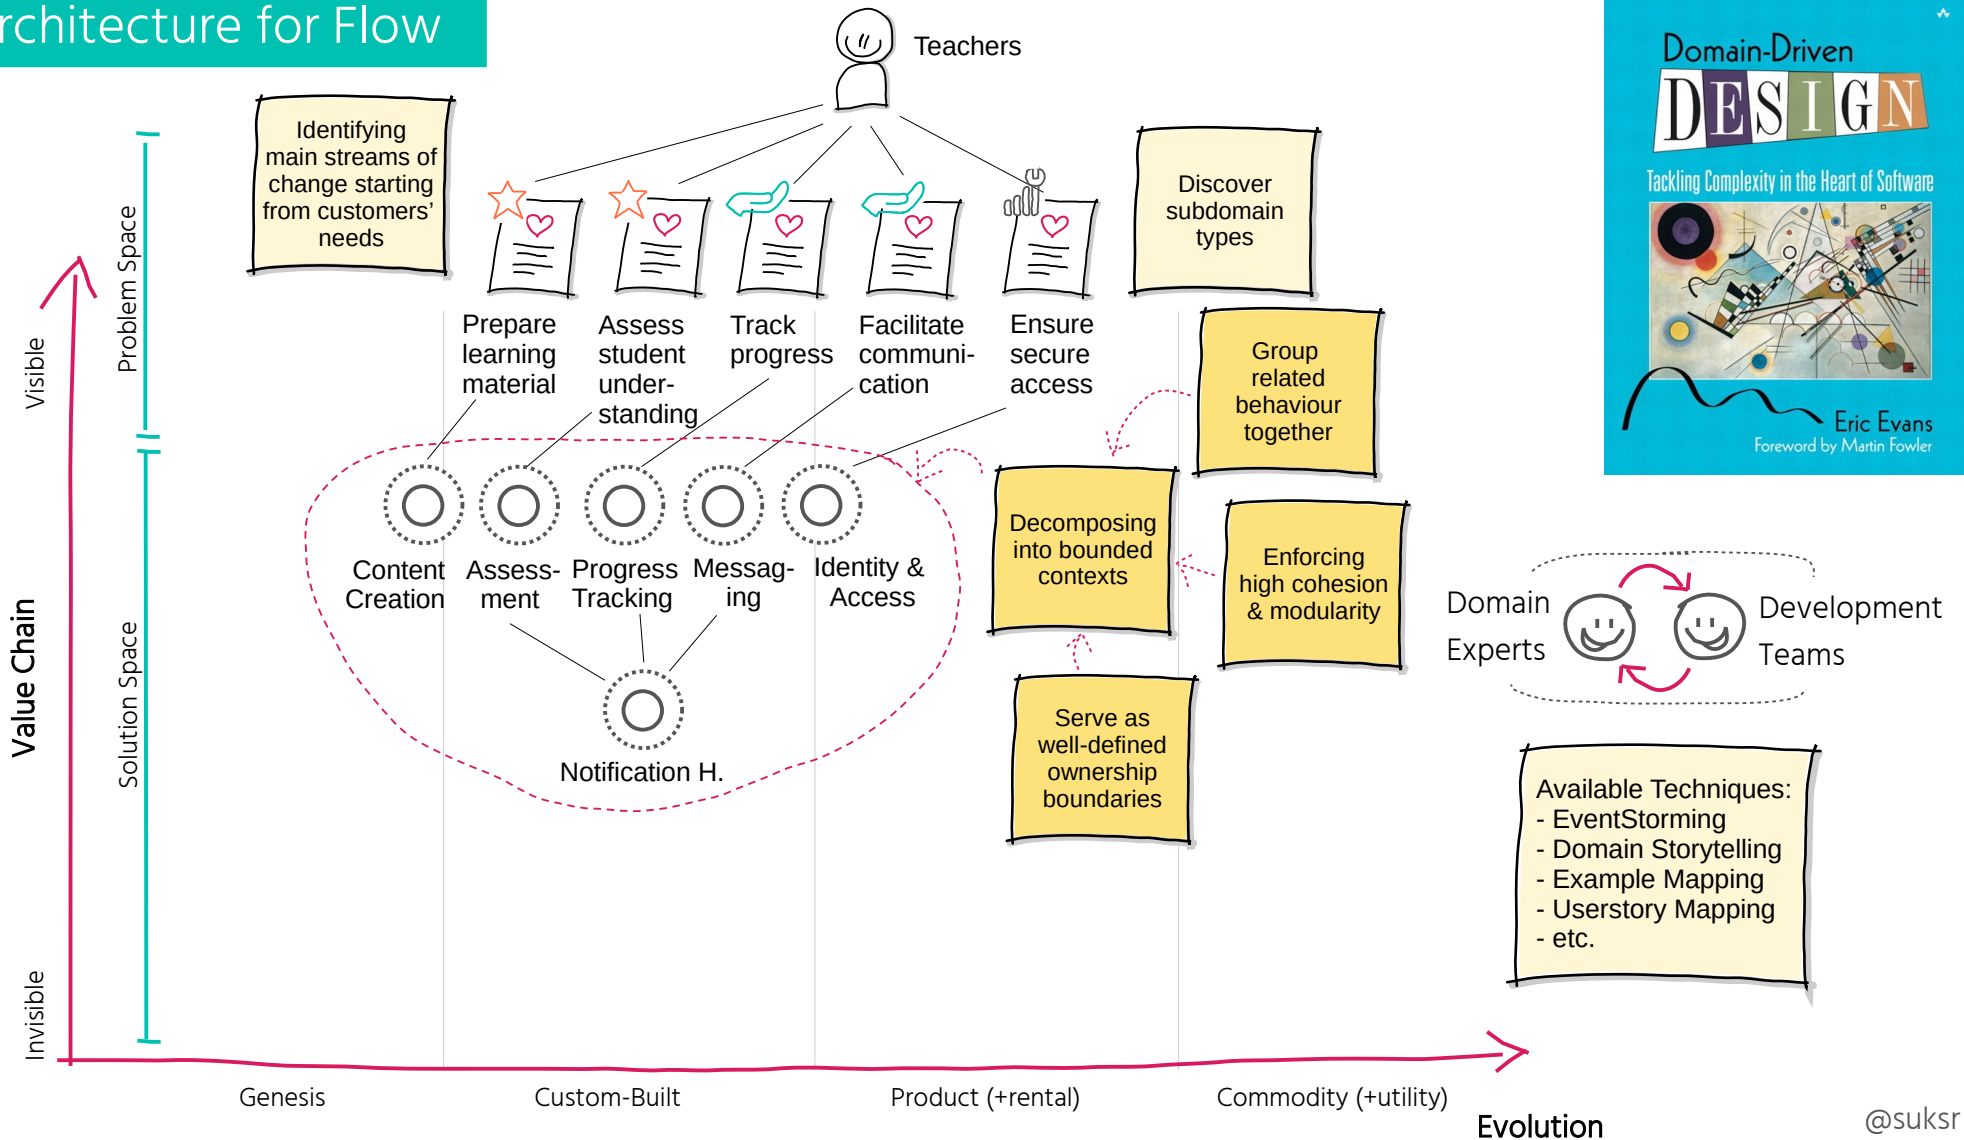 rchitecture for Flow
Teachers
Identifying
main streams of
change starting
from customers’
needs
Discover
subdomain
types
Prepare
learning
material
Assess
student
under-
standing
Track
progress
Facilitate
communi-
cation
Ensure
secure
access
Group
related
behaviour
together
Decomposing
into bounded
contexts
Enforcing
high cohesion
& modularity
Serve as
well-defined
ownership
boundaries
Content
Creation
Assess-
ment
Progress
Tracking
Messag-
ing
Identity &
Access
Notification H.
Domain-Driven
DESIGN
Tackling Complexity in the Heart of Software
Eric Evans
Foreword by Martin Fowler
Domain
Experts
Development
Teams
Available Techniques:
- EventStorming
- Domain Storytelling
- Example Mapping
- Userstory Mapping
- etc.
Value Chain
Visible
Invisible
Problem Space
Solution Space
Genesis
Custom-Built
Product (+rental)
Commodity (+utility)
Evolution
@suksr